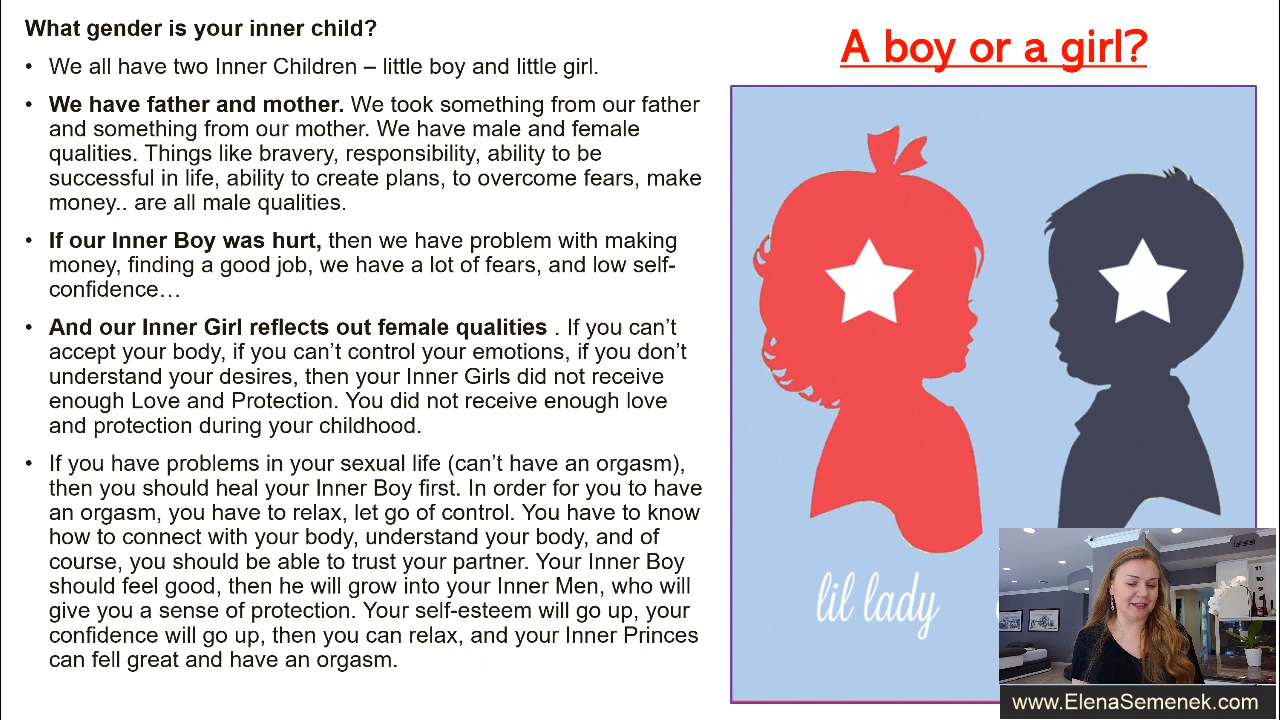 What gender is your inner child?
• We all have two Inner Children – little boy and little girl.
• We have father and mother. We took something from our father
and something from our mother. We have male and female
qualities. Things like bravery, responsibility, ability to be
successful in life, ability to create plans, to overcome fears, make
money.. are all male qualities.
• If our Inner Boy was hurt, then we have problem with making
money, finding a good job, we have a lot of fears, and low self-
confidence…
• And our Inner Girl reflects out female qualities . If you can’t
accept your body, if you can’t control your emotions, if you don’t
understand your desires, then your Inner Girls did not receive
enough Love and Protection. You did not receive enough love
and protection during your childhood.
• If you have problems in your sexual life (can’t have an orgasm),
then you should heal your Inner Boy first. In order for you to have
an orgasm, you have to relax, let go of control. You have to know
how to connect with your body, understand your body, and of
course, you should be able to trust your partner. Your Inner Boy
should feel good, then he will grow into your Inner Men, who will
give you a sense of protection. Your self-esteem will go up, your
confidence will go up, then you can relax, and your Inner Princes
can fell great and have an orgasm.
A boy or a girl?
lil lady
www.ElenaSemenek.com